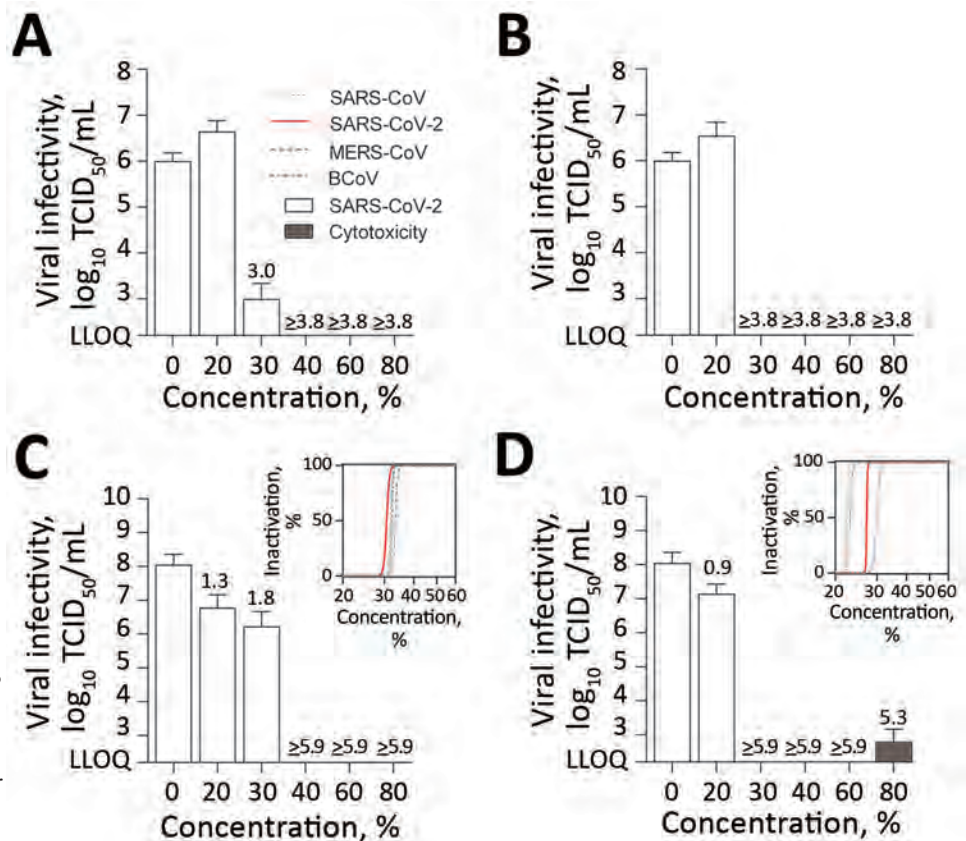 A
Viral infectivity,
log10 TCID50/mL
8
7
6
5
4
3
LLOQ
SARS-CoV
SARS-CoV-2
MERS-CoV
BCoV
SARS-CoV-2
Cytotoxicity
3.0
≥3.8 ≥3.8 ≥3.8
0 20 30 40 60 80
Concentration, %
B
Viral infectivity,
log10 TCID50/mL
8
7
6
5
4
3
LLOQ
≥3.8 ≥3.8 ≥3.8 ≥3.8
0 20 30 40 60 80
Concentration, %
C
Viral infectivity,
log10 TCID50/mL
10
9
8
7
6
5
4
3
LLOQ
1.3
1.8
≥5.9 ≥5.9 ≥5.9
0 20 30 40 60 80
Concentration, %
Inactivation,
%
100
50
0
20 30 40 50 60
Concentration,
%
D
Viral infectivity,
log10 TCID50/mL
10
9
8
7
6
5
4
3
LLOQ
0.9
≥5.9 ≥5.9 ≥5.9
5.3
0 20 30 40 60 80
Concentration, %
Inactivation,
%
100
50
0
20 30 40 50 60
Concentration,
%